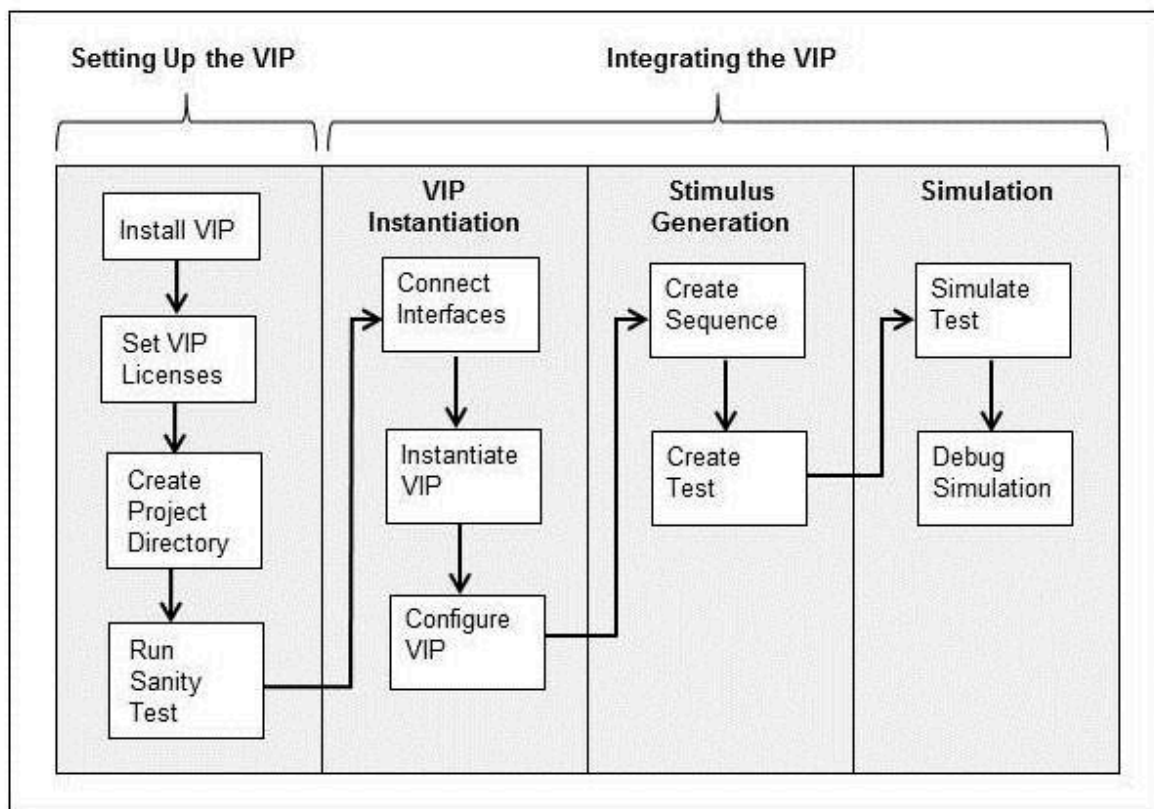 Setting Up the VIP
Integrating the VIP
Install VIP
Set VIP
Licenses
Create
Project
Directory
Run
Sanity
Test
VIP
Instantiation
Connect
Interfaces
Instantiate
VIP
Configure
VIP
Stimulus
Generation
Create
Sequence
Create
Test
Simulation
Simulate
Test
Debug
Simulation